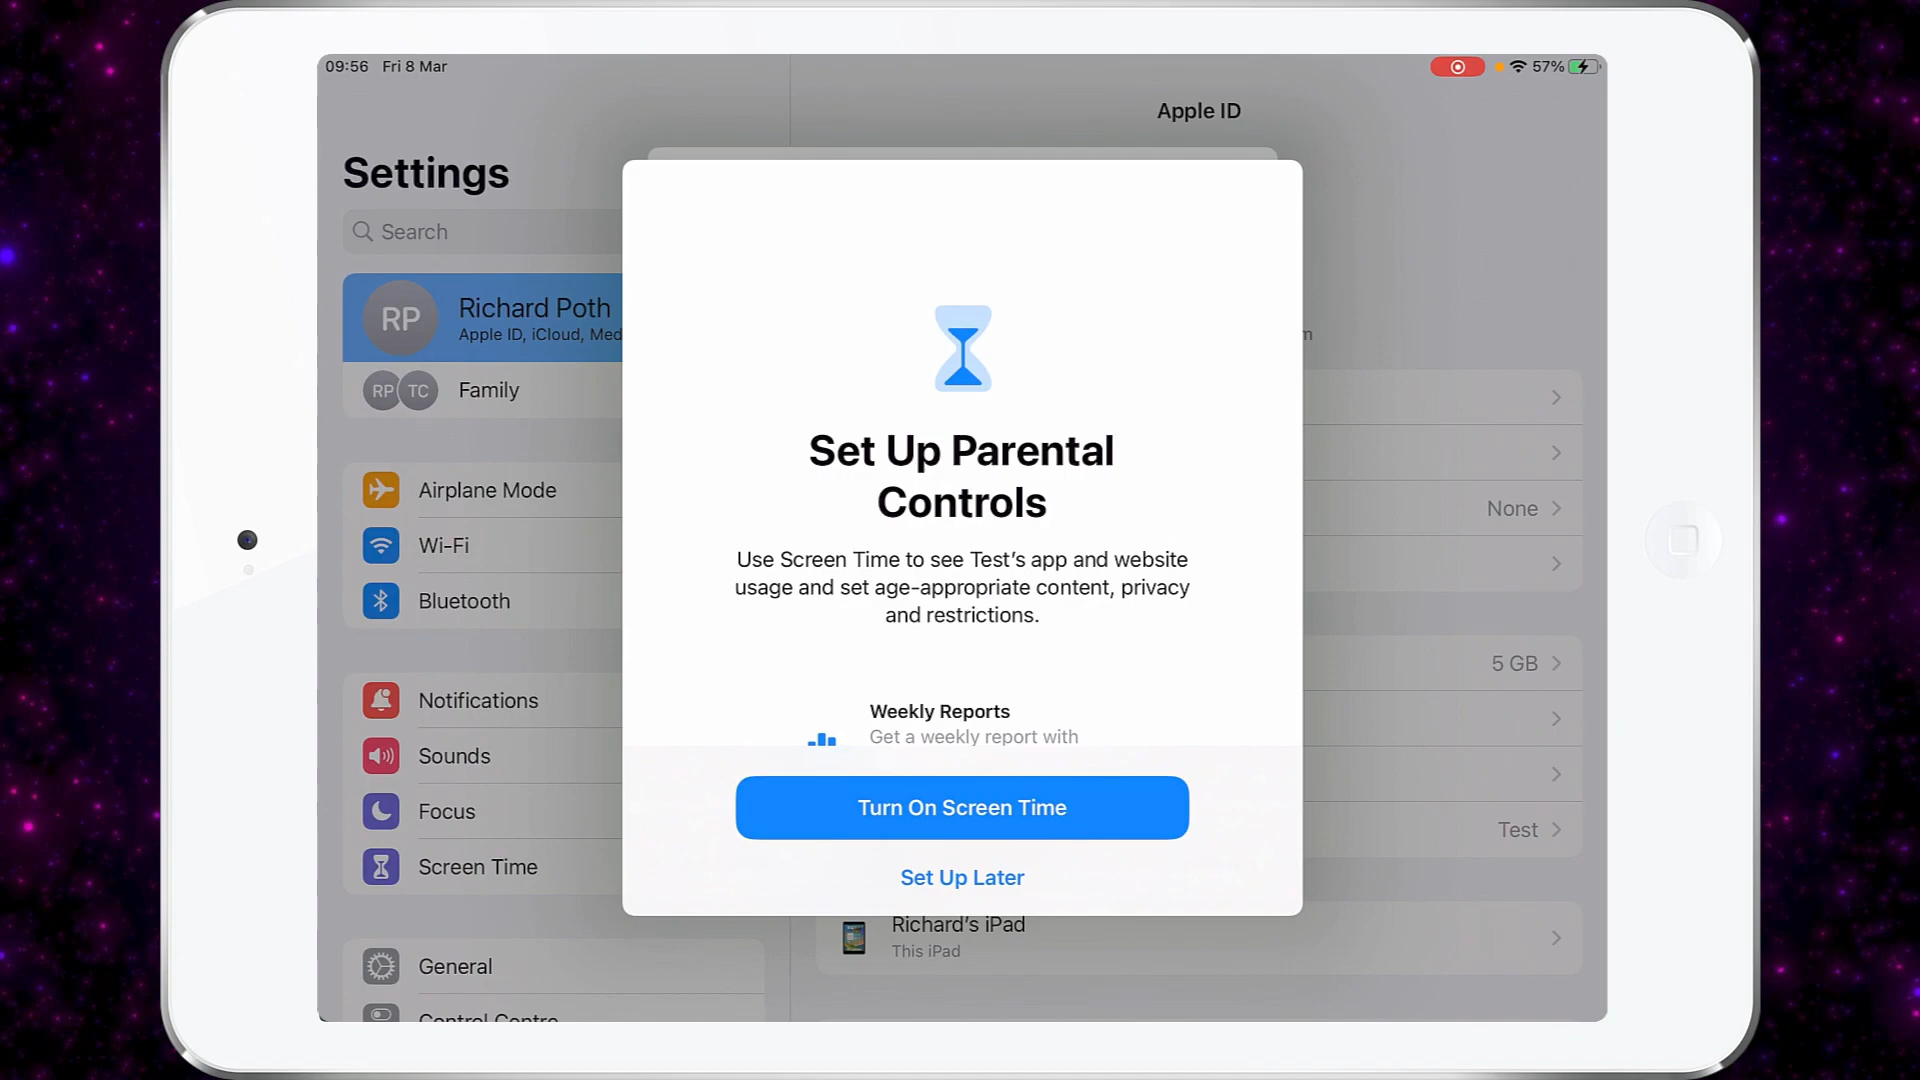 09:56 Fri 8 Mar
57%
Apple ID
Settings
Search
RP
Richard Poth
Apple ID, iCloud, Med
RP TC Family
Airplane Mode
Wi-Fi
Bluetooth
Notifications
Sounds
Focus
Screen Time
General
Control Centre
Set Up Parental
Controls
Use Screen Time to see Test's app and website
usage and set age-appropriate content, privacy
and restrictions.
Weekly Reports
Get a weekly report with
Turn On Screen Time
Set Up Later
m
None
5 GB
Test
Richard's iPad
This iPad